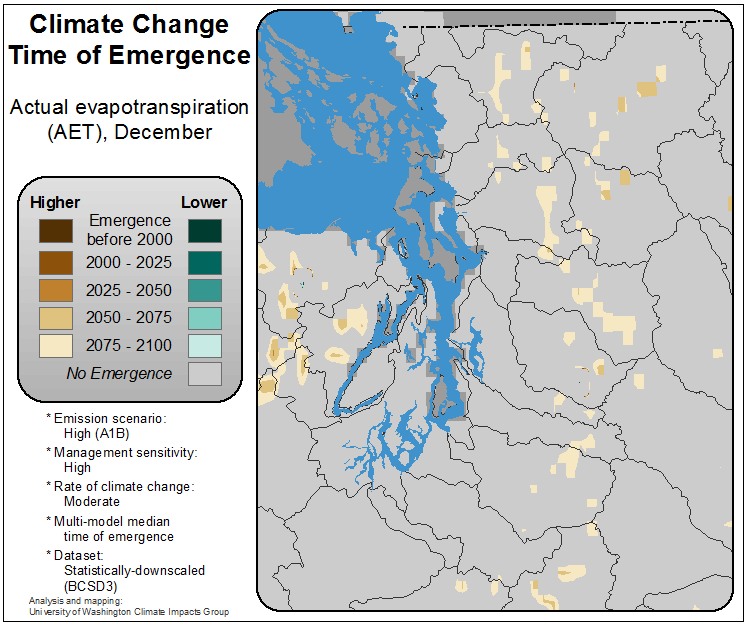 Climate Change
Time of Emergence
Actual evapotranspiration
(AET), December
Higher Lower
Emergence
before 2000
2000 - 2025
2025 - 2050
2050 - 2075
2075 - 2100
No Emergence
* Emission scenario:
High (A1B)
* Management sensitivity:
High
* Rate of climate change:
Moderate
* Multi-model median
time of emergence
* Dataset:
Statistically-downscaled
(BCSD3)
Analysis and mapping:
University of Washington Climate Impacts Group